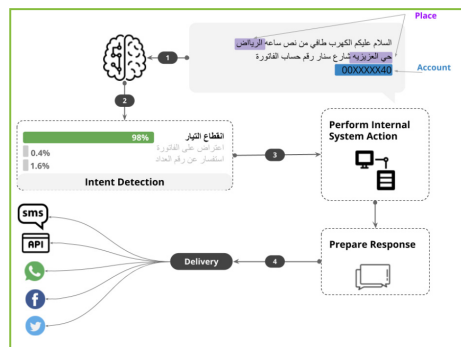 Place
السلام عليكم الكهرب طافي من نص ساعه الرياض
حي العزيزيه شارع سنار رقم حساب الفاتورة
00XXXXX40
Account
1
2
98%
انقطاع التيار
0.4%
اعتراض علي الفاتورة
1.6%
استفسار عن رقم العداد
Intent Detection
3
Perform Internal
System Action
Prepare Response
4
Delivery
sms
API